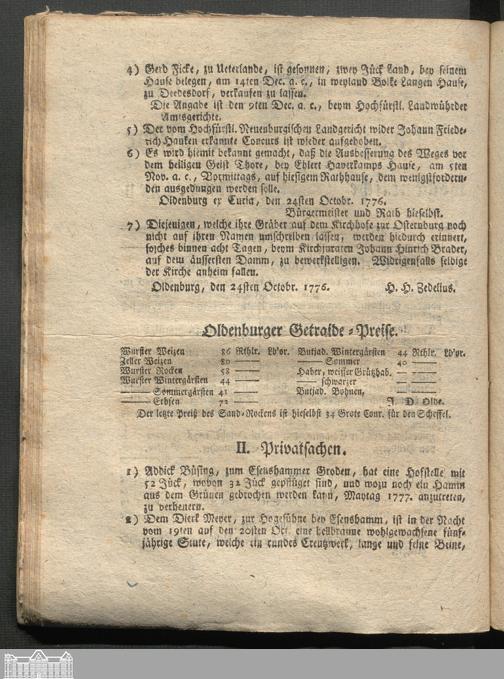 4) Gerd Ficke, zu Ueterlande, ist gesonnen, zwey Jück Land, bey seinem
Hause belegen, am 14ten Dec. a. c., in weyland Bolke Langen Hause,
zu Deedesdorf, verkaufen zu lassen.
Die Angabe ist den 9ten Dec. a. c., beym Hochfürstl. Landwührder
Amtsgerichte.
5) Der vom Hochfürstl. Neuenburgischen Landgericht wider Johann Friede-
rich Hauken erkannte Concurs ist wieder aufgehoben.
6) Es wird hiemit bekannt gemacht, daß die Ausbesserung des Weges vor
dem heiligen Geist Thore, bey Ehlert Haverkamps Hause, am 5ten
Nov. a. c., Vormittags, auf hiesigem Rathhause, dem wenigstfordern-
den ausgedungen werden solle.
Oldenburg ex Curia, den 24sten Octobr. 1776.
Bürgermeister und Rath hieselbst.
7) Diejenigen, welche ihre Gräber auf dem Kirchhofe zur Osternburg noch
nicht auf ihren Namen umschreiben lassen, werden hiedurch erinnert,
solches binnen acht Tagen, beym Kirchjuraten Johann Hinrich Brader,
auf dem äussersten Damm, zu bewerkstelligen. Widrigenfalls selbige
der Kirche anheim fallen.
Oldenburg, den 24sten Octobr. 1776. H. H. Zedelius.
Oldenburger Getraide-Preise.
Wurster Weizen 86 Rthlr. Ld'or. Butjad. Wintergärsten 44 Rthlr. Ld'or.
Zeller Weizen 80 — — —— Sommer 40 — —
Wurster Rocken 58 — — Haber, weisser Grützhab. — — —
Wurster Wintergärsten 44 — — —— schwarzer — — —
—— Sommergärsten 41 — — Butjad. Bohnen, — — —
—— Erbsen 72 — — J. D. Olde.
Der letzte Preiß des Sand-Rockens ist hieselbst 34 Grote Cour. für den Scheffel.
II. Privatsachen.
1) Addick Büsing, zum Esenshammer Groden, hat eine Hofstelle mit
52 Jück, wovon 32 Jück gepflüget sind, und wozu noch ein Hamm
aus dem Grünen gebrochen werden kann, Maytag 1777. anzutreten,
zu verheuern.
2) Dem Dierk Meyer, zur Hogefühne bey Esenshamm, ist in der Nacht
vom 19ten auf den 20sten Oct. eine hellbraune wohlgewachsene fünf-
jährige Stute, welche ein rundes Creutzwerk, lange und feine Beine,